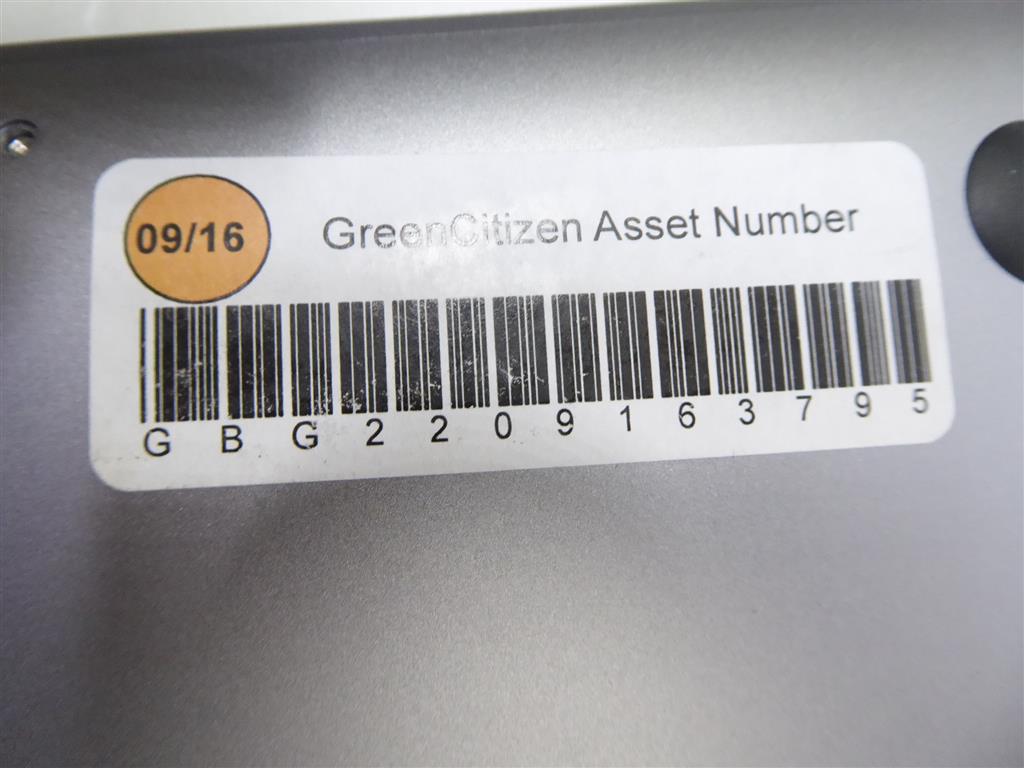 09/16
GreenCitizen Asset Number
G B G 2 2 0 9 1 6 3 7 9 5